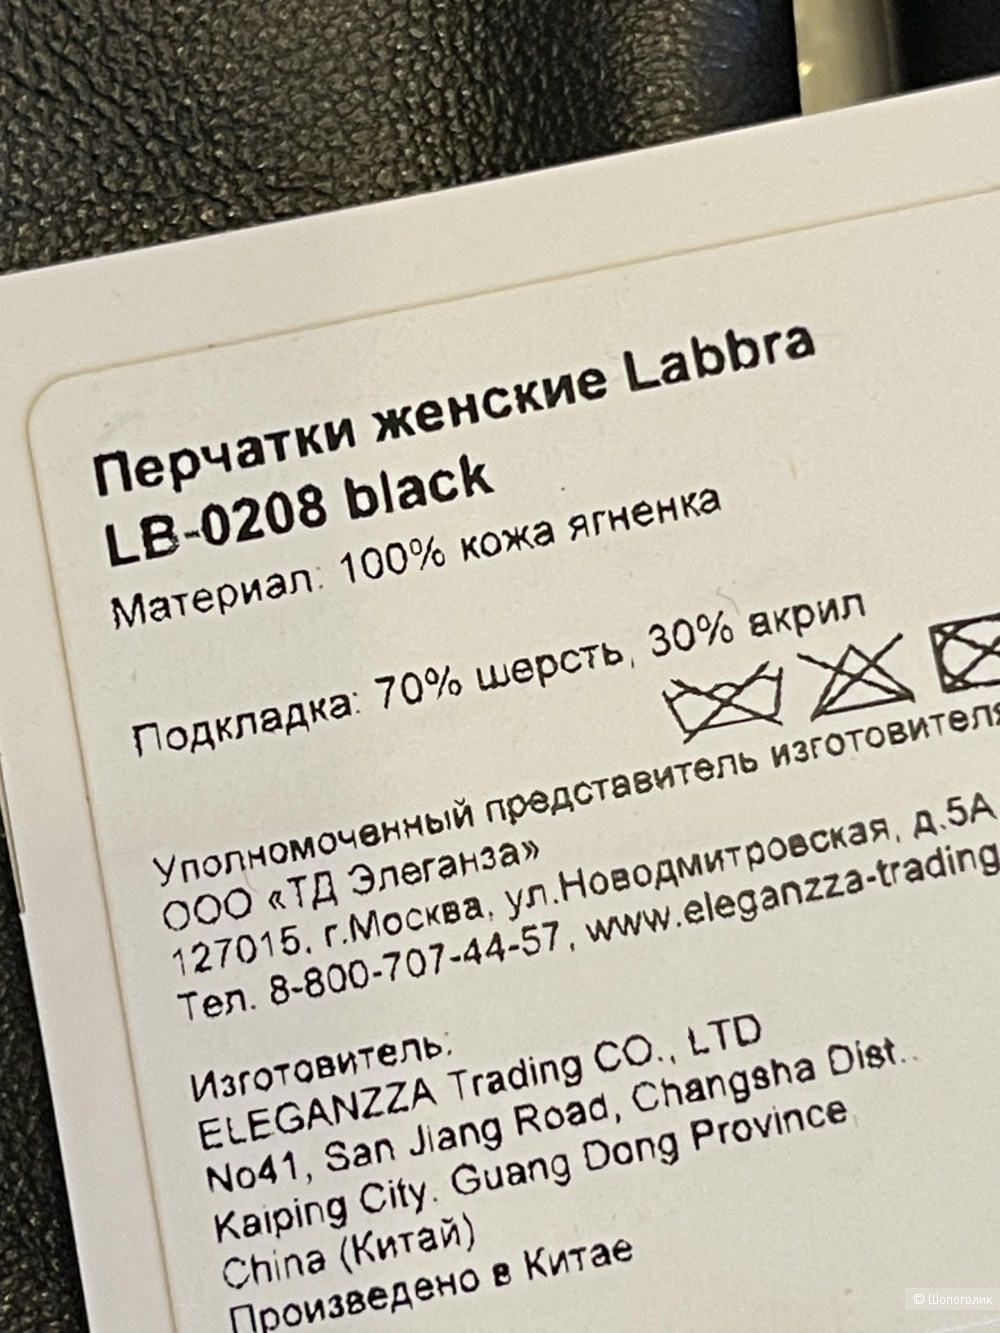 Перчатки женские Labbra
LB-0208 black
Материал: 100% кожа ягненка
Подкладка: 70% шерсть, 30% акрил
Уполномоченный представитель изготовителя
ООО «ТД Элеганза»
127015, г.Москва, ул.Новодмитровская, д.5А
Тел. 8-800-707-44-57, www.eleganzza-trading
Изготовитель:
ELEGANZZA Trading CO., LTD
No41, San Jiang Road, Changsha Dist..
Kaiping City. Guang Dong Province
China (Китай)
Произведено в Китае
© Шопоголик